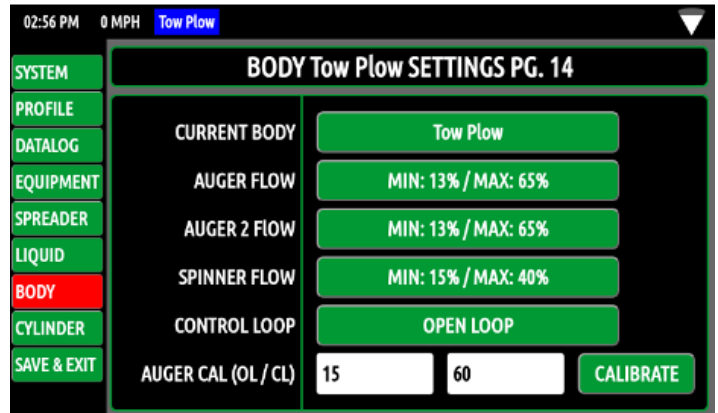 02:56 PM 0 MPH Tow Plow
BODY Tow Plow SETTINGS PG. 14
SYSTEM
PROFILE
DATALOG
EQUIPMENT
SPREADER
LIQUID
BODY
CYLINDER
SAVE & EXIT
CURRENT BODY Tow Plow
AUGER FLOW MIN: 13% / MAX: 65%
AUGER 2 FlOW MIN: 13% / MAX: 65%
SPINNER FLOW MIN: 15% / MAX: 40%
CONTROL LOOP OPEN LOOP
AUGER CAL (OL / CL) 15 60 CALIBRATE